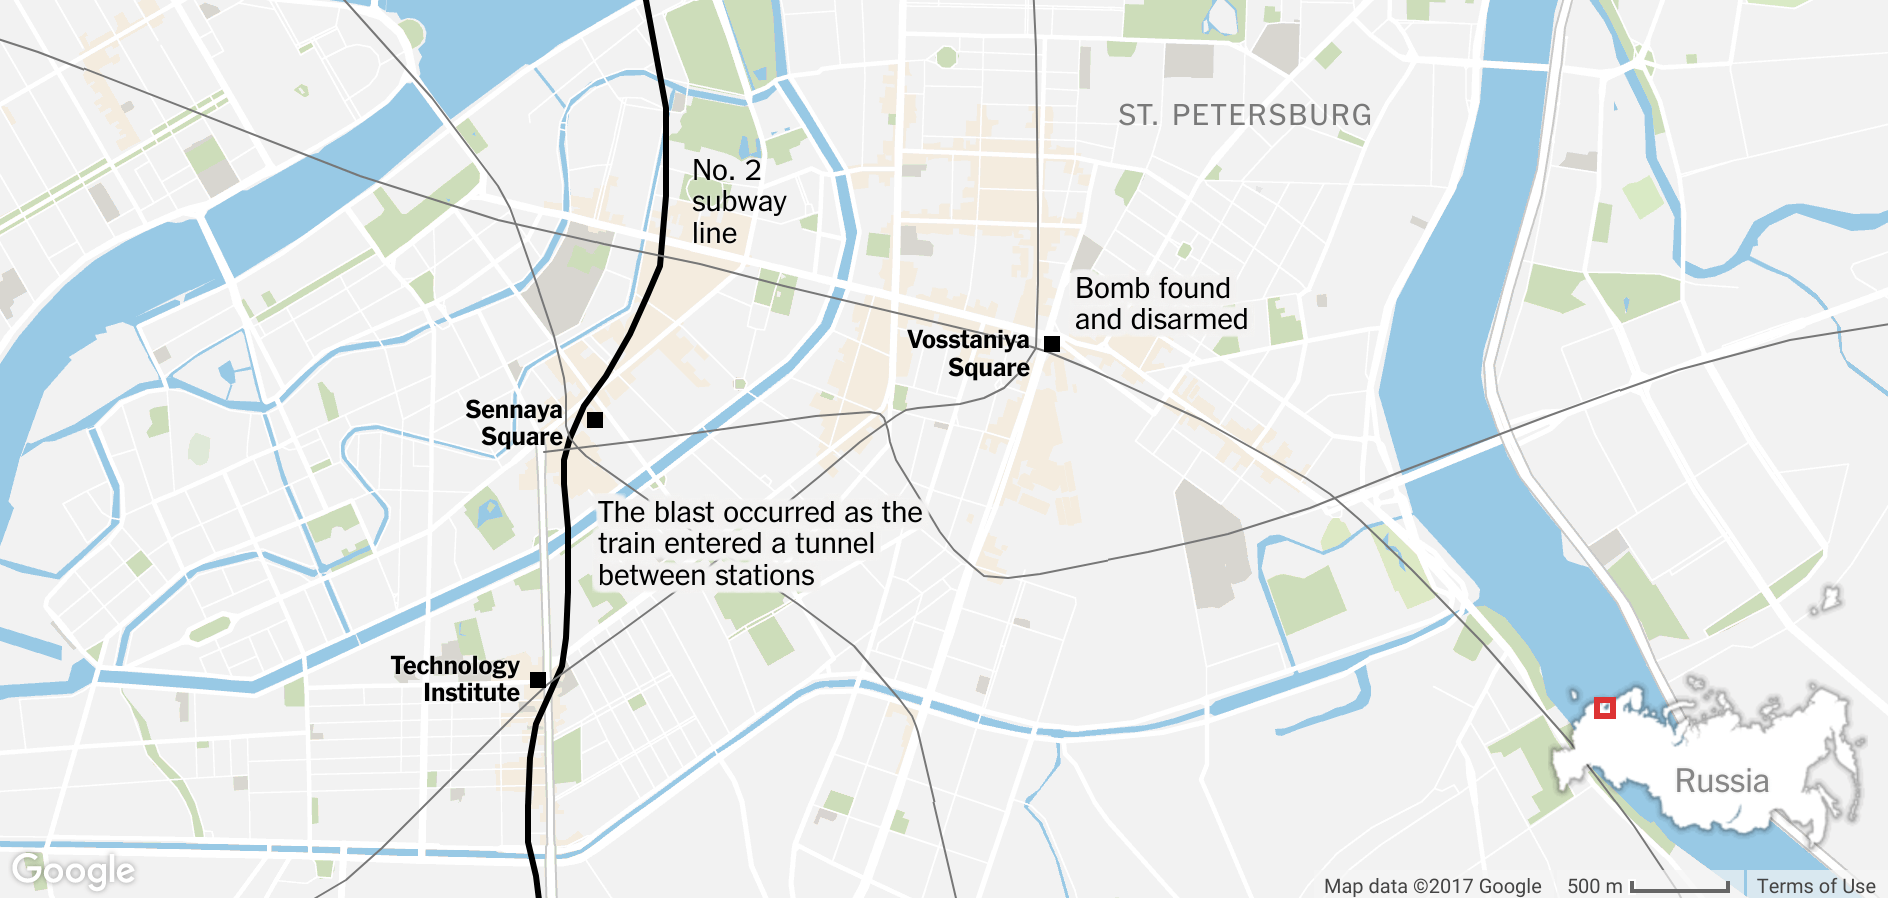 ST. PETERSBURG
No. 2
subway
line
Bomb found
and disarmed
Vosstaniya
Square
Sennaya
Square
The blast occurred as the
train entered a tunnel
between stations
Technology
Institute
Russia
Google
Map data ©2017 Google
500 m
Terms of Use